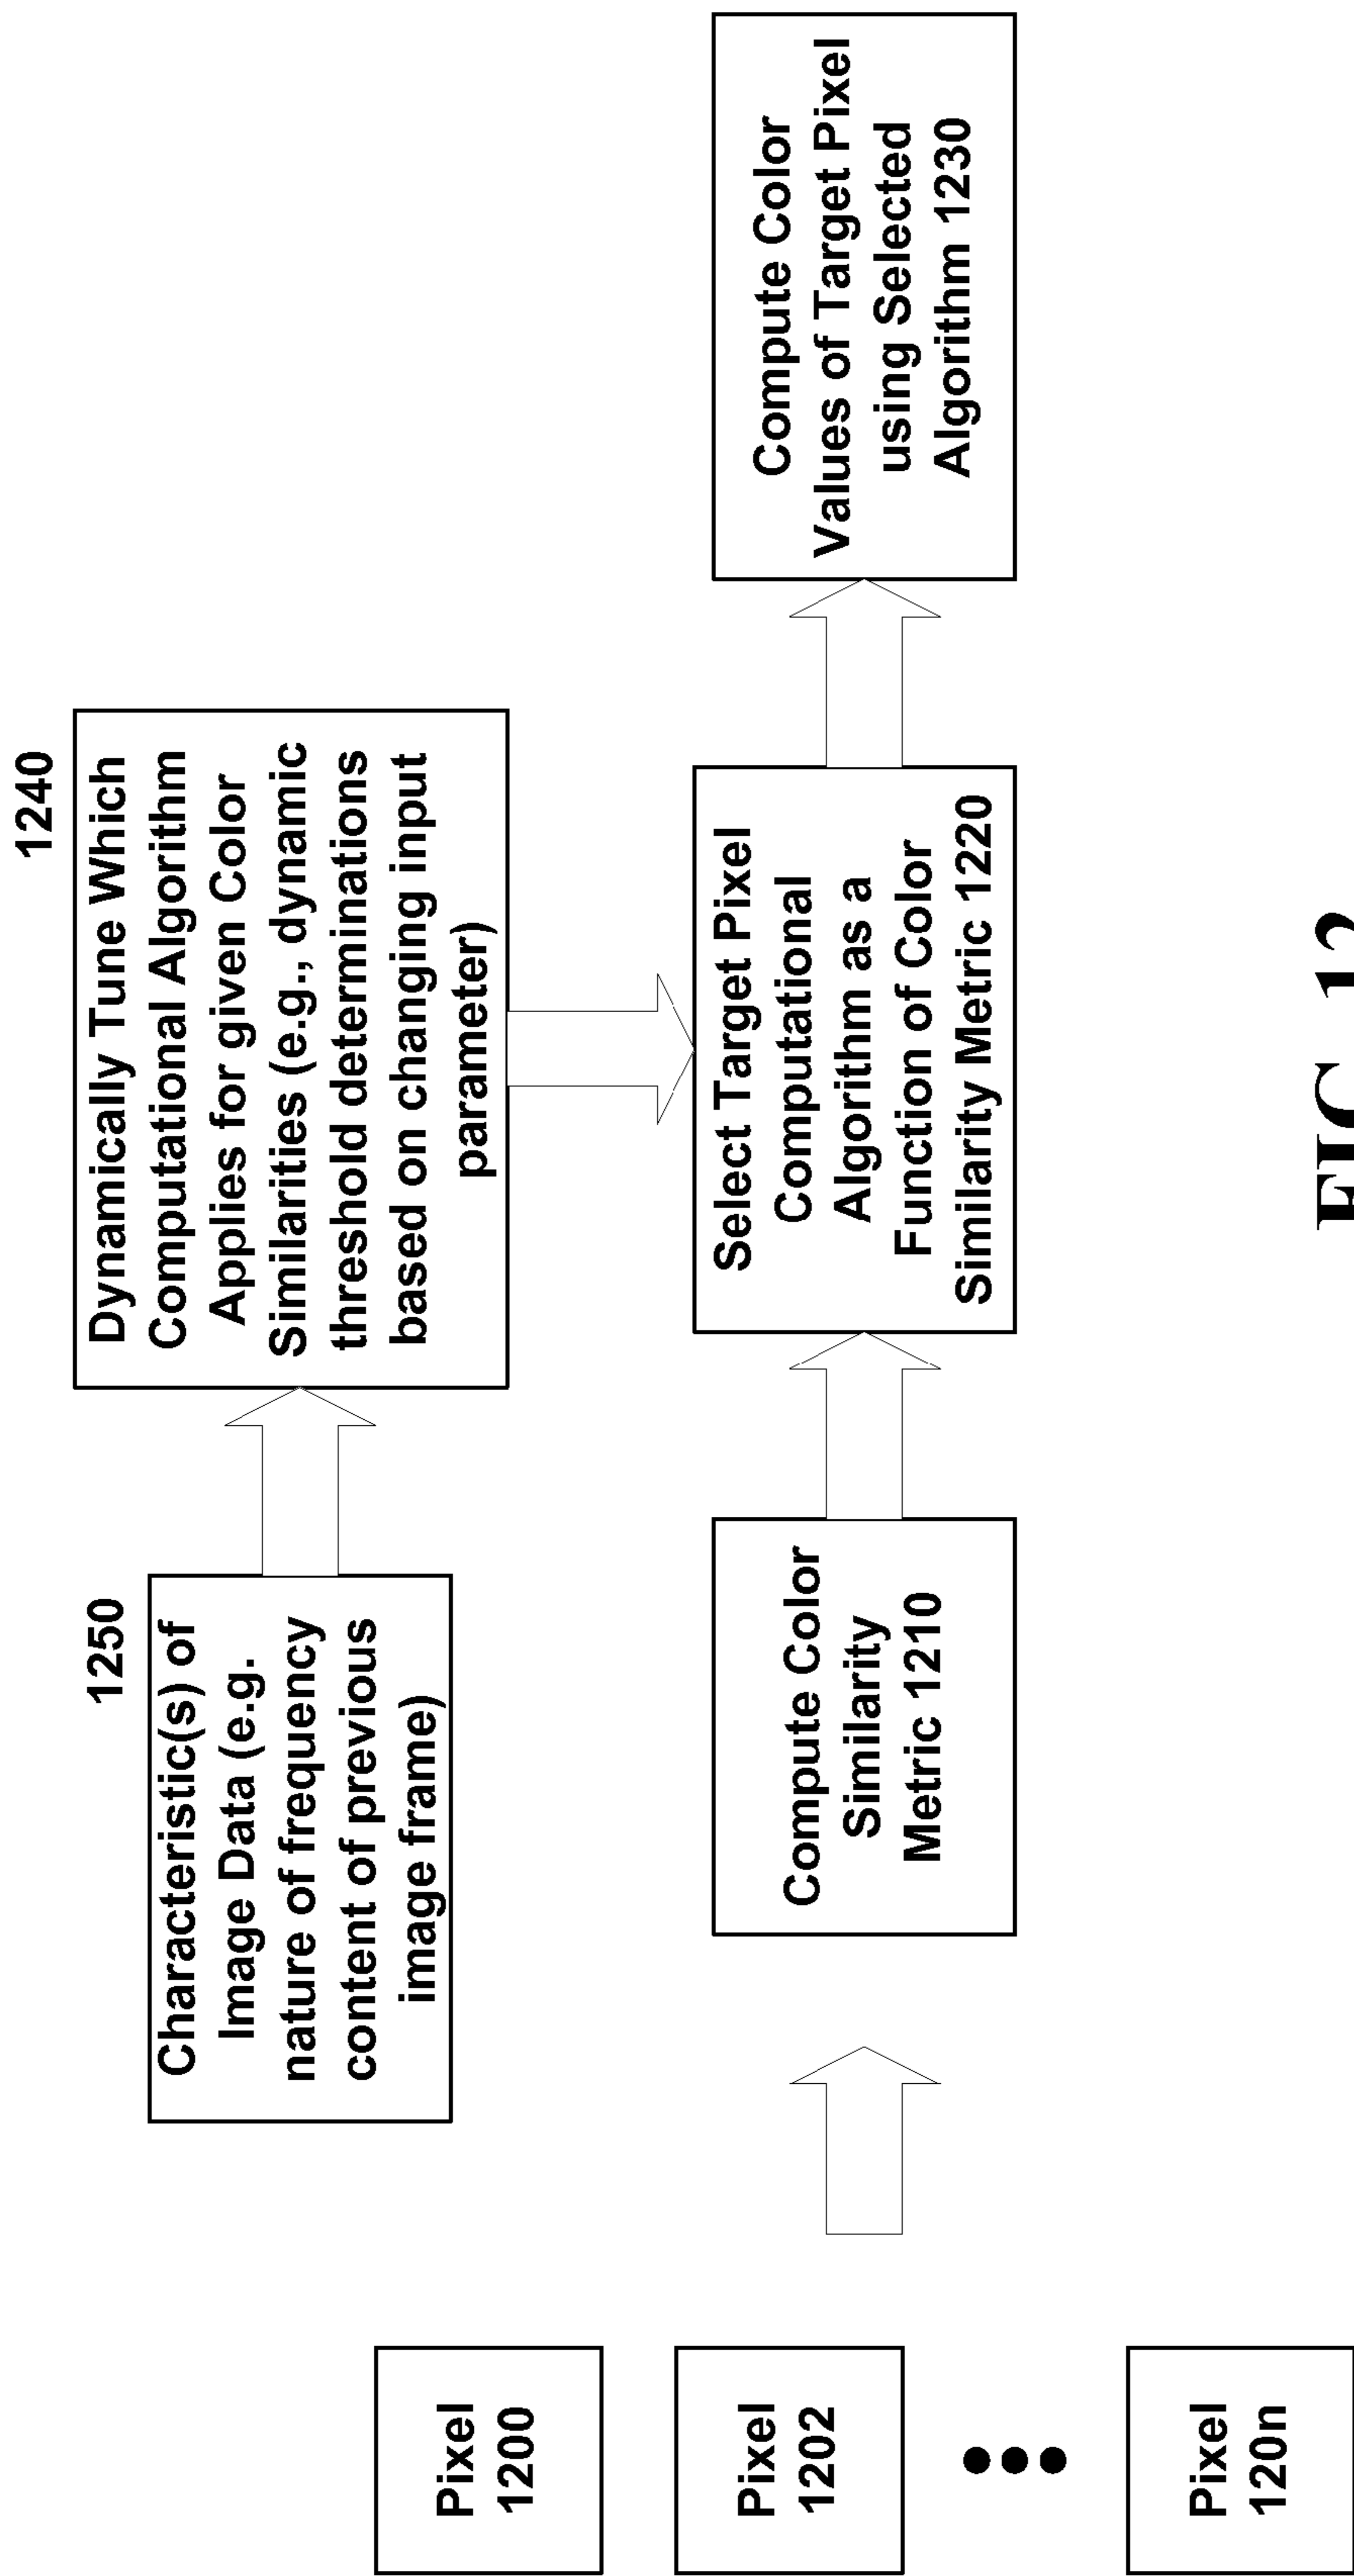 1240
Dynamically Tune Which
Computational Algorithm
Applies for given Color
Similarities (e.g., dynamic
threshold determinations
based on changing input
parameter)
1250
Characteristic(s) of
Image Data (e.g.
nature of frequency
content of previous
image frame)
Pixel
1200
Pixel
1202
Pixel
120n
Compute Color
Similarity
Metric 1210
Select Target Pixel
Computational
Algorithm as a
Function of Color
Similarity Metric 1220
Compute Color
Values of Target Pixel
using Selected
Algorithm 1230
FIG. 12